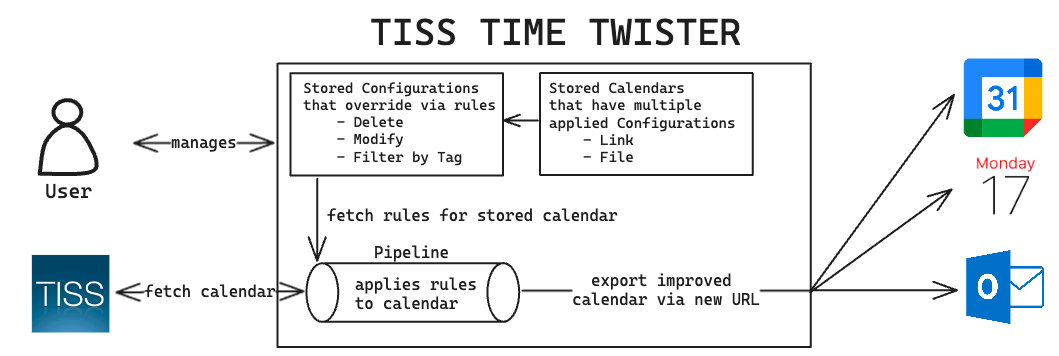 TISS TIME TWISTER
Stored Configurations
that override via rules
- Delete
- Modify
- Filter by Tag
Stored Calendars
that have multiple
applied Configurations
- Link
- File
31
manages
User
Monday
17
fetch rules for stored calendar
Pipeline
TISS
fetch calendar
applies rules
to calendar
export improved
calendar via new URL
O